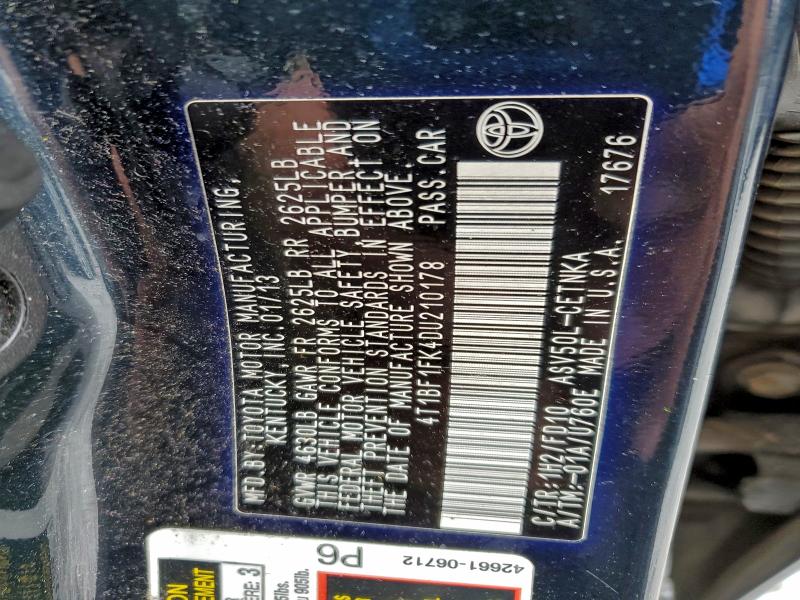 MFD.BY:TOYOTA MOTOR MANUFACTURING,
KENTUCKY,INC.01/13
GVWR 4630LB GAWR FR 2625LB RR 2625LB
THIS VEHICLE CONFORMS TO ALL APPLICABLE
FEDERAL MOTOR VEHICLE SAFETY, BUMPER, AND
THEFT PREVENTION STANDARDS IN EFFECT ON
THE DATE OF MANUFACTURE SHOWN ABOVE.
4T1BF1FK4DU210178 PASS.CAR
C/TR:1H2/FD10 ASV50L-CETNKA
A/TM:-01A/U760E MADE IN U.S.A. 17676
P6
42661-06712